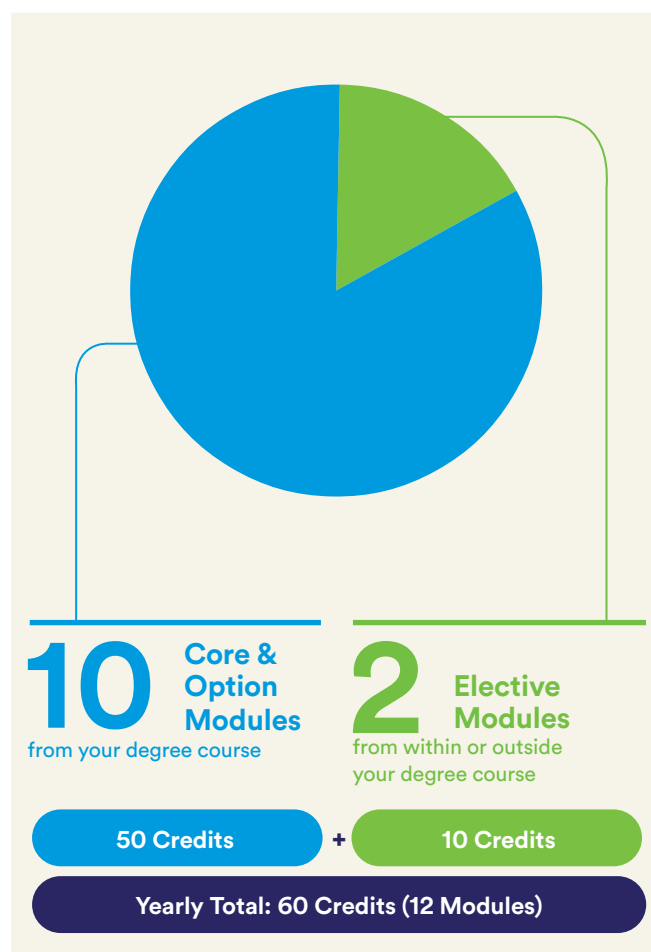 10
Core &
Option
Modules
from your degree course
2
Elective
Modules
from within or outside
your degree course
50 Credits
+
10 Credits
Yearly Total: 60 Credits (12 Modules)